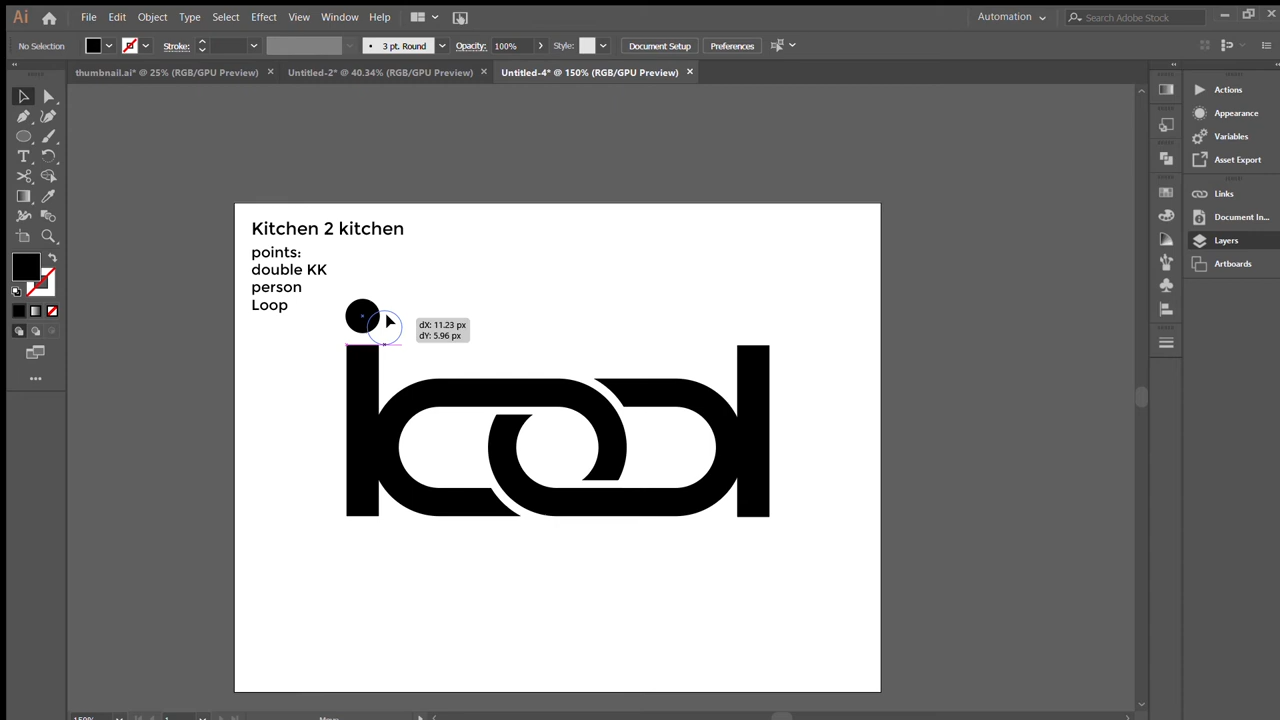 Ai File Edit Object Type Select Effect View Window Help Automation Search Adobe Stock
No Selection Stroke: 3 pt. Round Opacity: 100% Style: Document Setup Preferences
thumbnail.ai* @ 25% (RGB/GPU Preview) Untitled-2* @ 40.34% (RGB/GPU Preview) Untitled-4* @ 150% (RGB/GPU Preview)
Actions
Appearance
Variables
Asset Export
Links
Document In...
Layers
Artboards
Kitchen 2 kitchen
points:
double KK
person
Loop
dX: 11.23 px
dY: 5.96 px